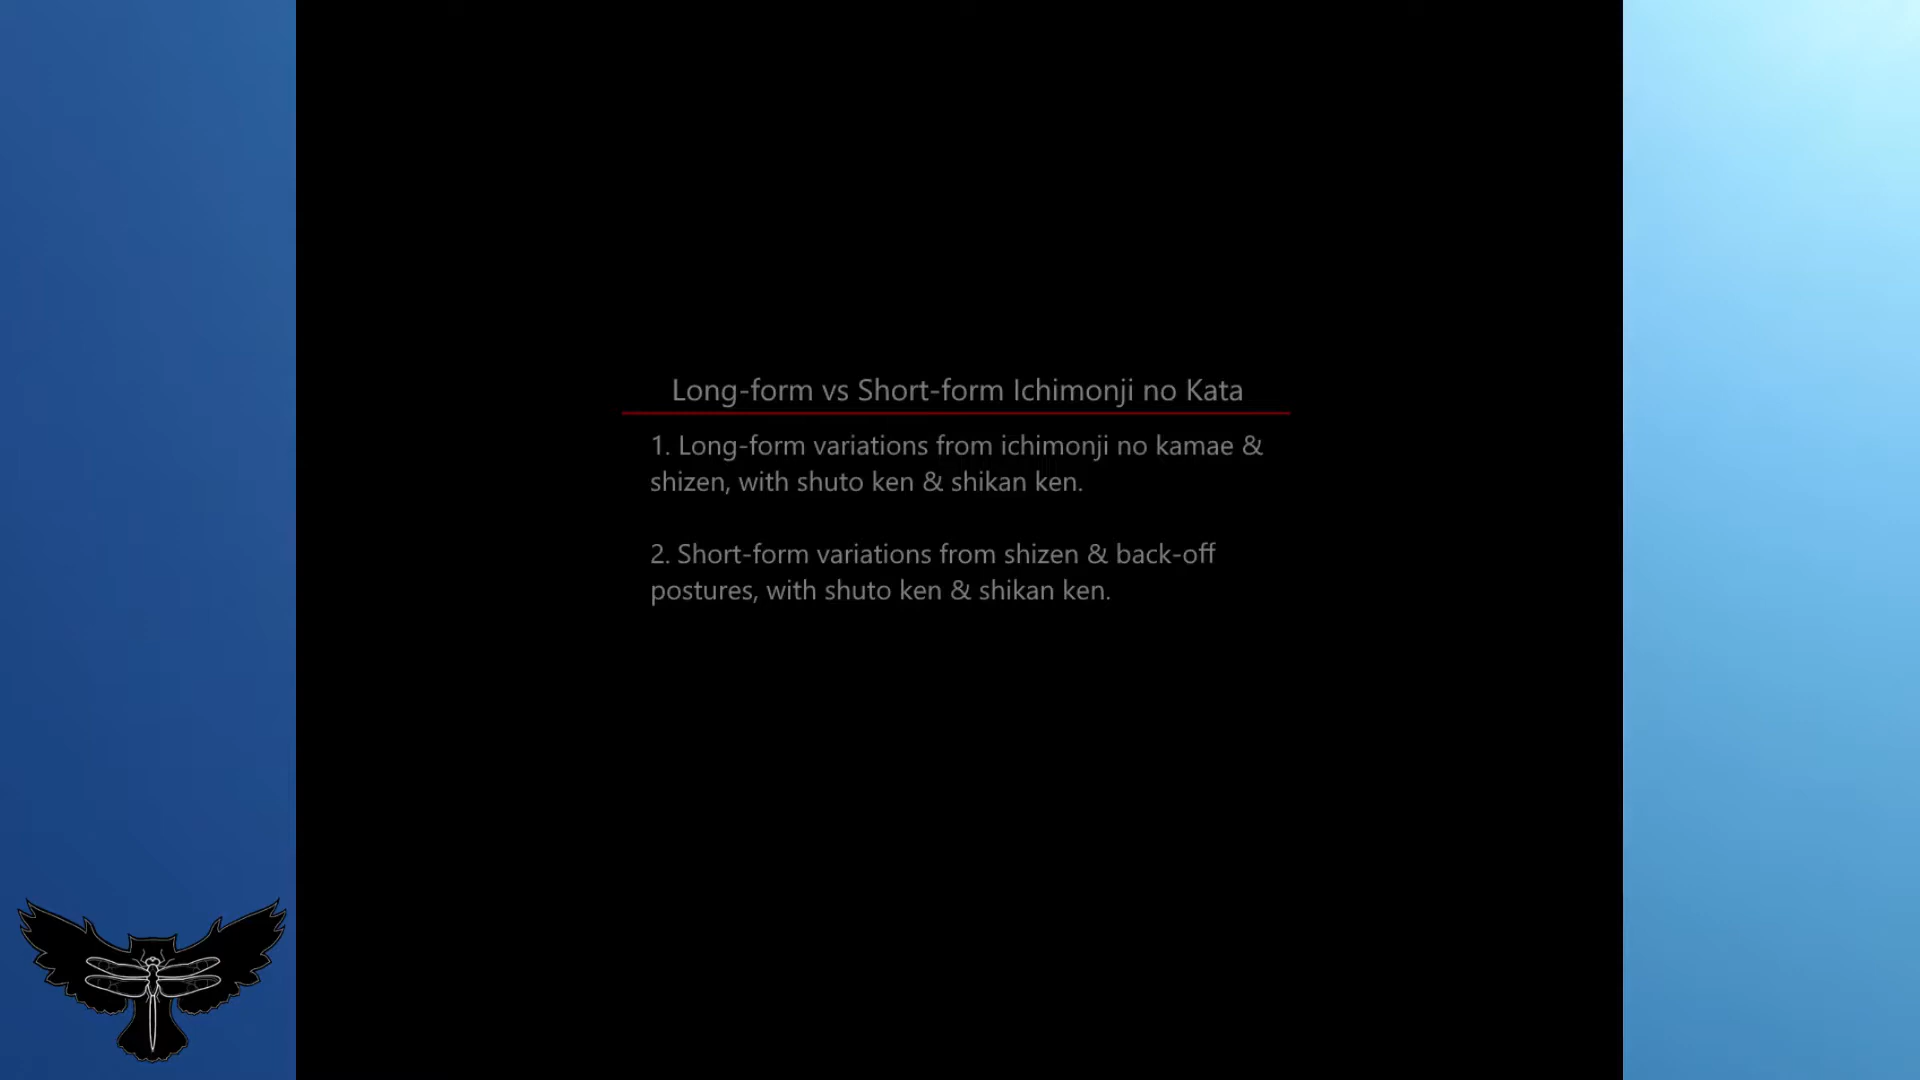 Long-form vs Short-form Ichimonji no Kata
1. Long-form variations from ichimonji no kamae &
shizen, with shuto ken & shikan ken.
2. Short-form variations from shizen & back-off
postures, with shuto ken & shikan ken.